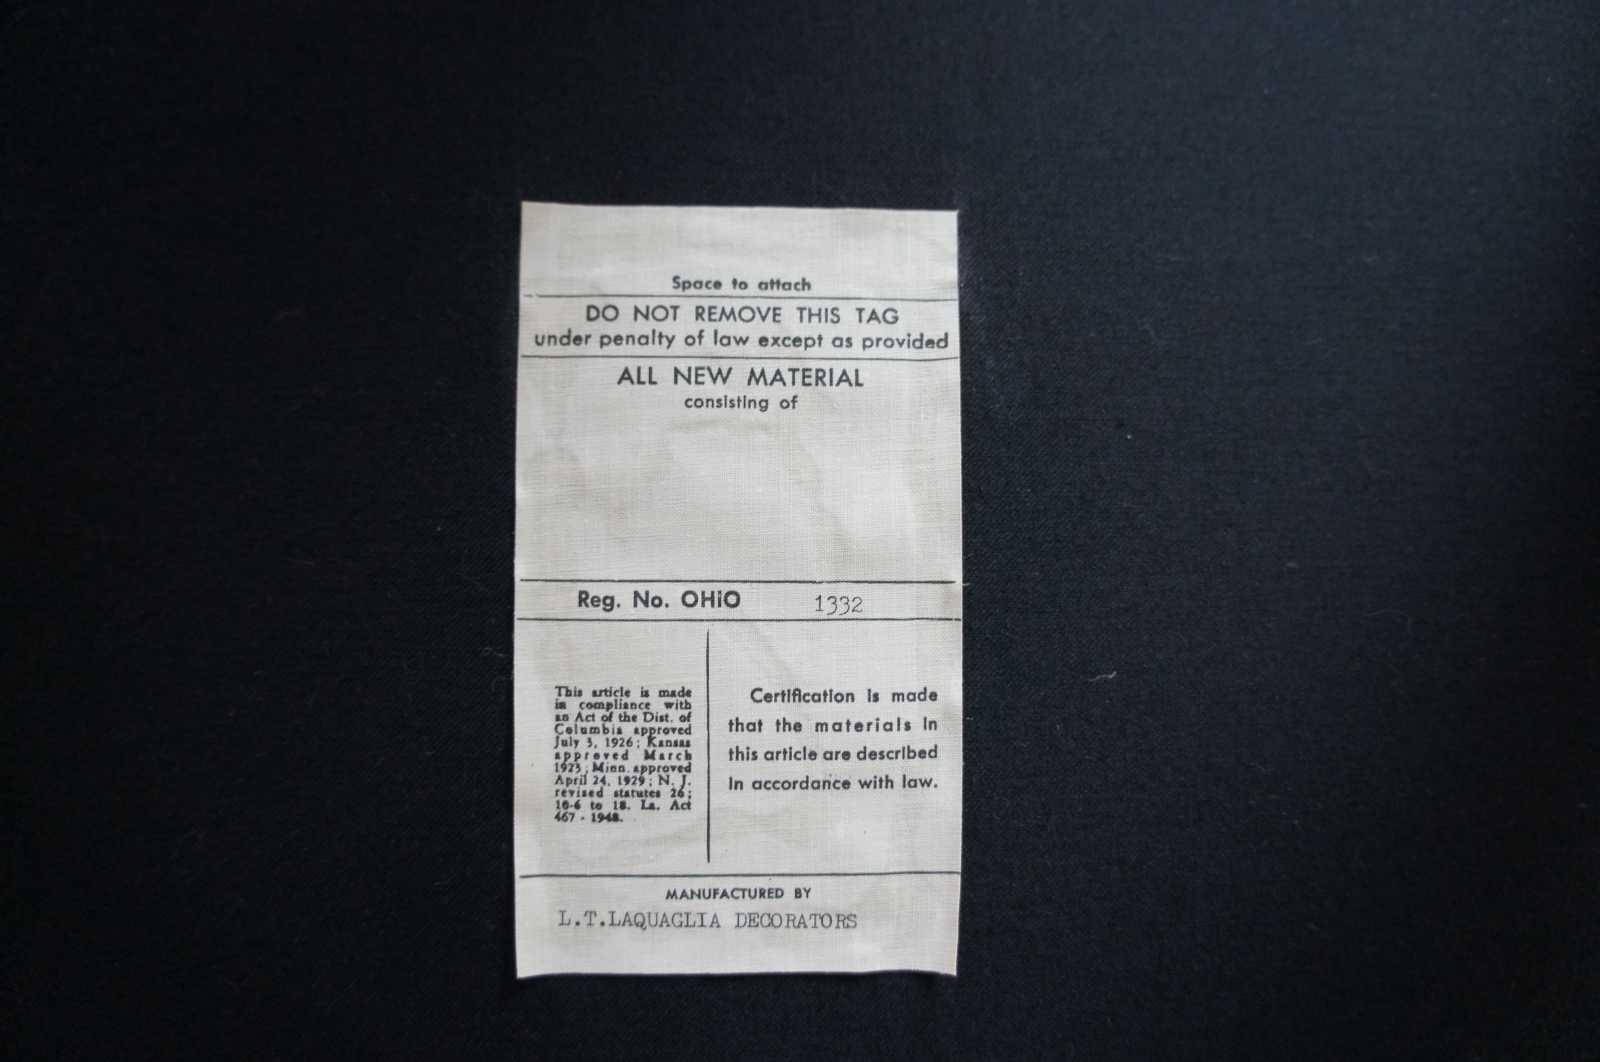 Space to attach
DO NOT REMOVE THIS TAG
under penalty of law except as provided
ALL NEW MATERIAL
consisting of
Reg. No. OHiO 1332
This article is made
in compliance with
an Act of the Dist. of
Columbia approved
July 3, 1926; Kansas
approved March
1923; Minn. approved
April 24, 1929; N. J.
revised statutes 26;
10-6 to 18. La. Act
467 - 1948.
Certification is made
that the materials in
this article are described
in accordance with law.
MANUFACTURED BY
L.T.LAQUAGLIA DECORATORS